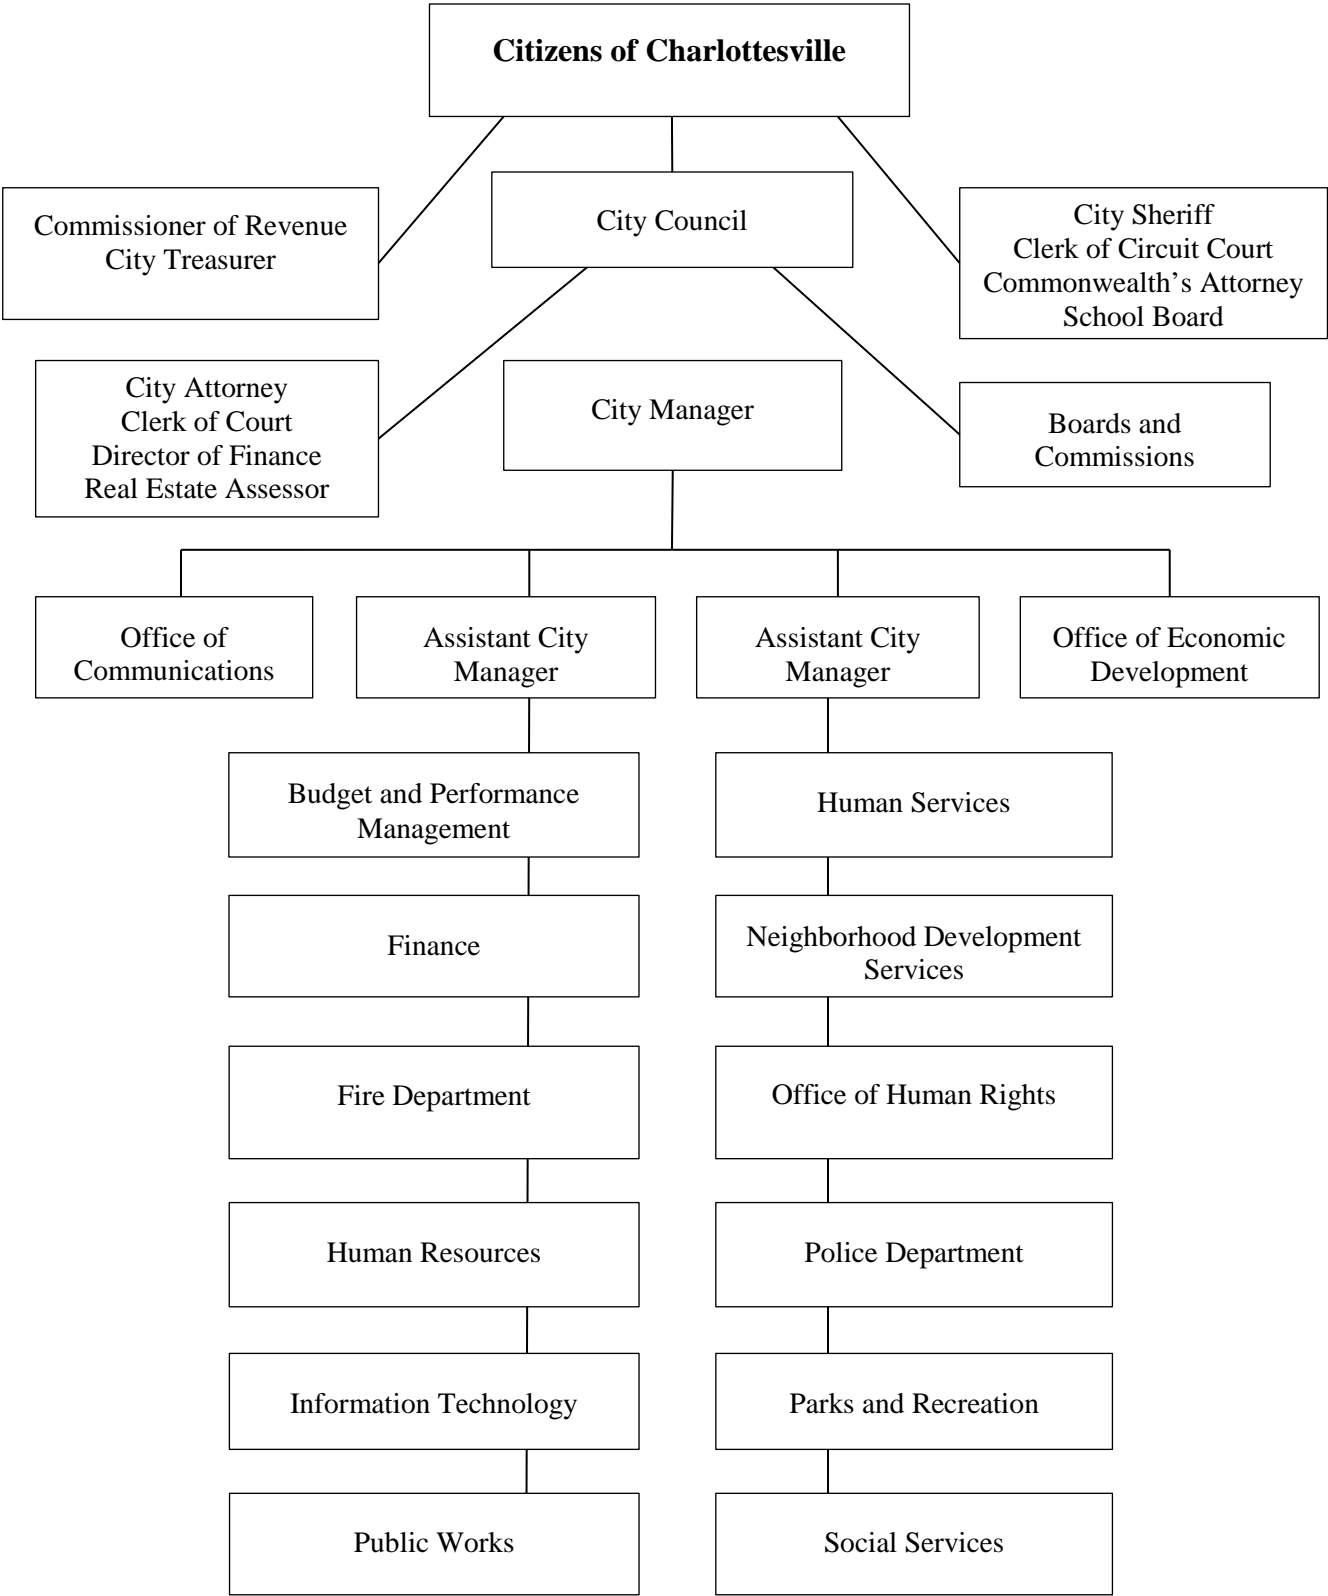 Citizens of Charlottesville
Commissioner of Revenue
City Treasurer
City Council
City Sheriff
Clerk of Circuit Court
Commonwealth’s Attorney
School Board
City Attorney
Clerk of Court
Director of Finance
Real Estate Assessor
City Manager
Boards and
Commissions
Office of
Communications
Assistant City
Manager
Assistant City
Manager
Office of Economic
Development
Budget and Performance
Management
Human Services
Finance
Neighborhood Development
Services
Fire Department
Office of Human Rights
Human Resources
Police Department
Information Technology
Parks and Recreation
Public Works
Social Services